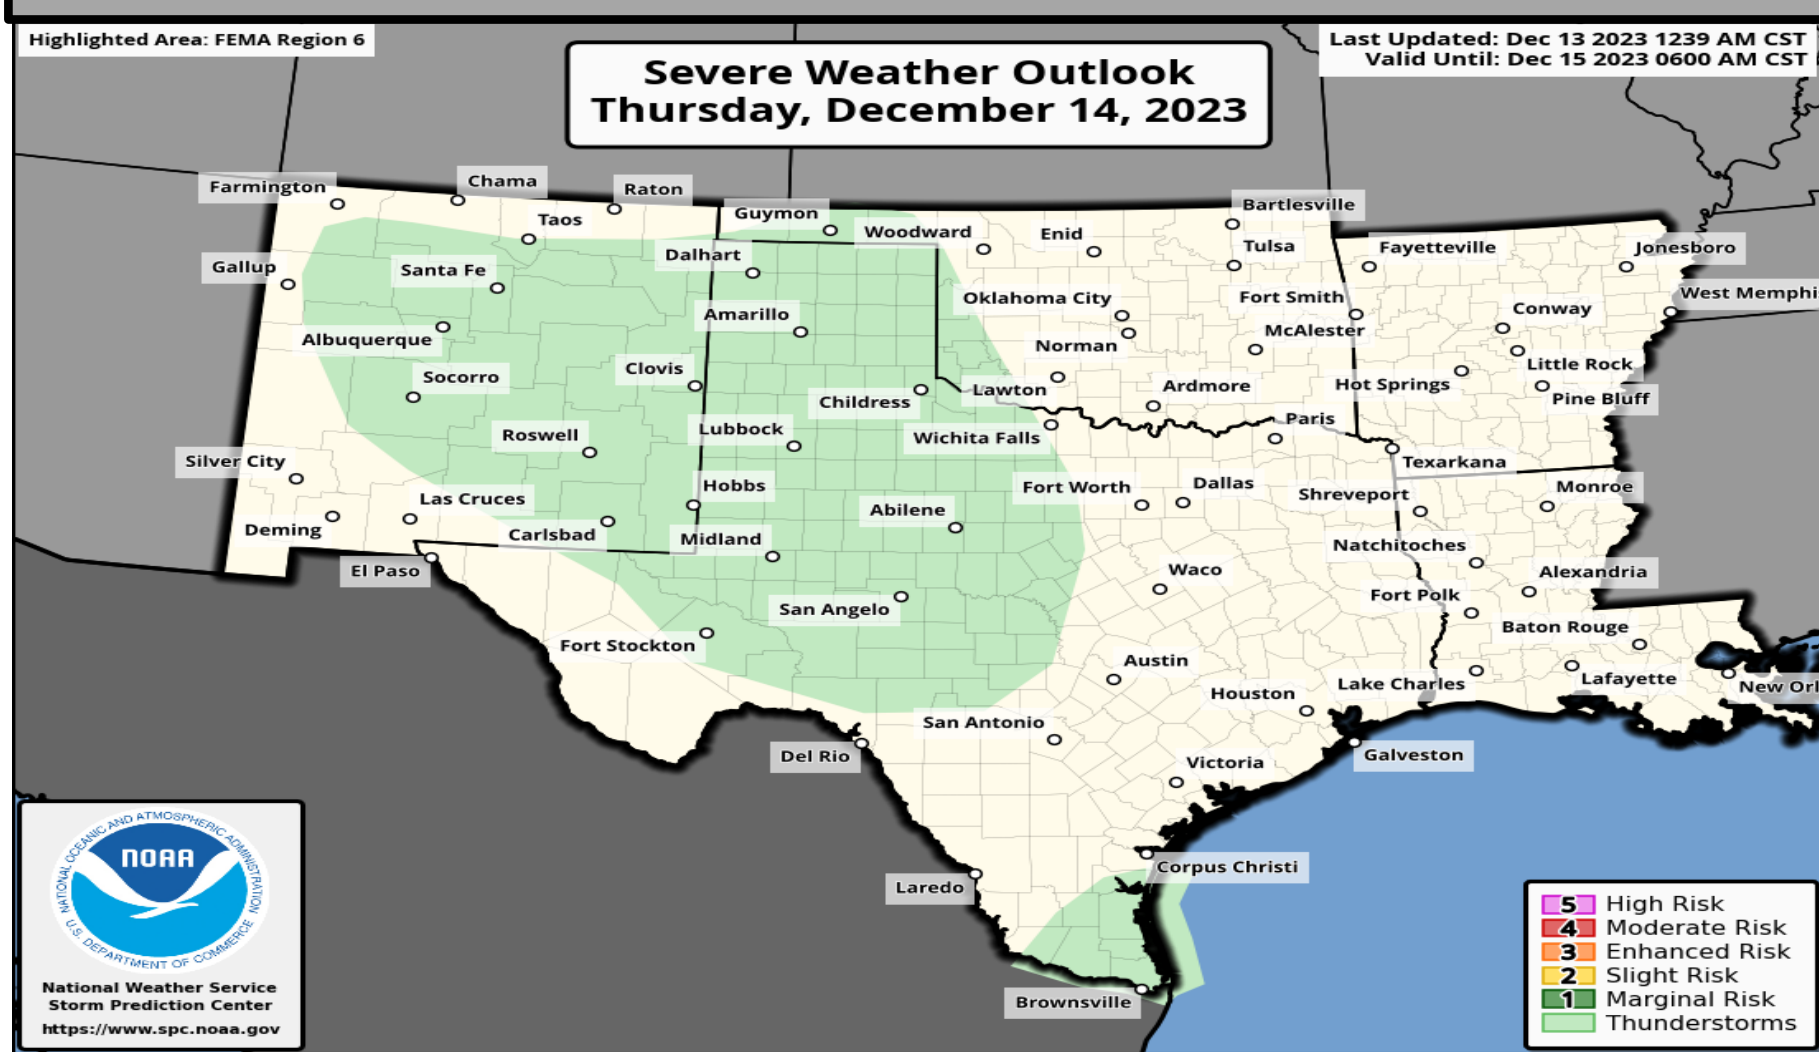 Highlighted Area: FEMA Region 6
Severe Weather Outlook
Thursday, December 14, 2023
Last Updated: Dec 13 2023 1239 AM CST
Valid Until: Dec 15 2023 0600 AM CST
Farmington
Chama
Raton
Taos
Guymon
Woodward
Enid
Bartlesville
Tulsa
Fayetteville
Jonesboro
Gallup
Santa Fe
Dalhart
Oklahoma City
Fort Smith
West Memphi
Albuquerque
Amarillo
Norman
McAlester
Conway
Little Rock
Socorro
Clovis
Childress
Lawton
Ardmore
Hot Springs
Pine Bluff
Roswell
Lubbock
Wichita Falls
Paris
Texarkana
Silver City
Las Cruces
Hobbs
Fort Worth
Dallas
Shreveport
Monroe
Deming
Carlsbad
Midland
Abilene
Natchitoches
El Paso
Waco
Alexandria
San Angelo
Fort Polk
Fort Stockton
Baton Rouge
Austin
Houston
Lake Charles
Lafayette
New Orl
San Antonio
Del Rio
Victoria
Galveston
Laredo
Corpus Christi
Brownsville
NATIONAL OCEANIC AND ATMOSPHERIC ADMINISTRATION
NOAA
U.S. DEPARTMENT OF COMMERCE
National Weather Service
Storm Prediction Center
https://www.spc.noaa.gov
5 High Risk
4 Moderate Risk
3 Enhanced Risk
2 Slight Risk
1 Marginal Risk
Thunderstorms